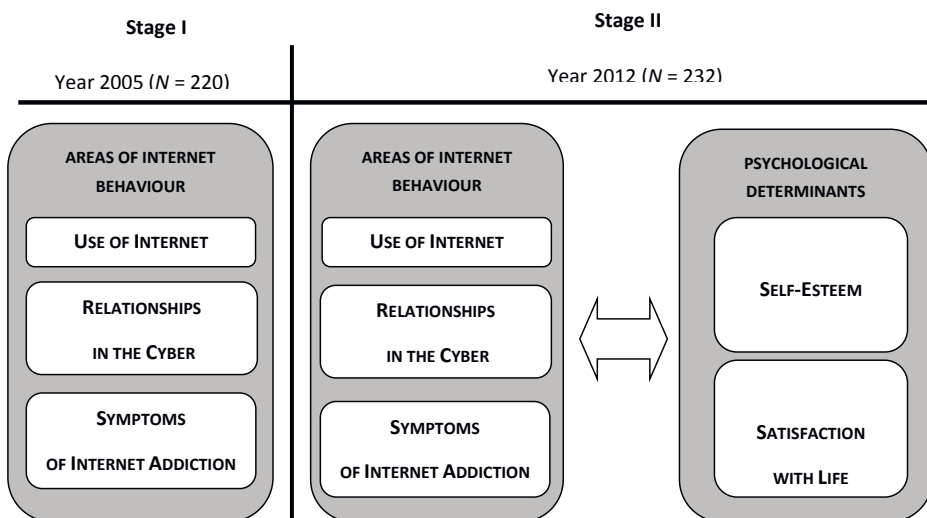 Stage I
Year 2005 (N = 220)
AREAS OF INTERNET
BEHAVIOUR
USE OF INTERNET
RELATIONSHIPS
IN THE CYBER
SYMPTOMS
OF INTERNET ADDICTION
Stage II
Year 2012 (N = 232)
AREAS OF INTERNET
BEHAVIOUR
USE OF INTERNET
RELATIONSHIPS
IN THE CYBER
SYMPTOMS
OF INTERNET ADDICTION
PSYCHOLOGICAL
DETERMINANTS
SELF-ESTEEM
SATISFACTION
WITH LIFE